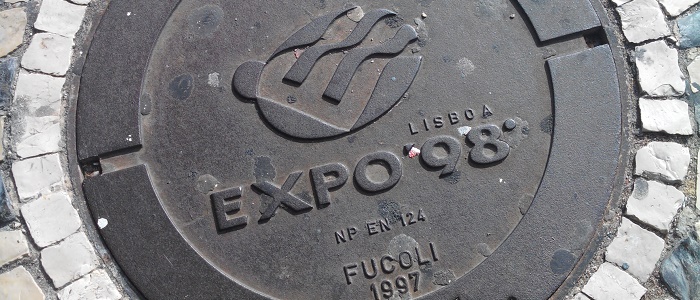 LISBOA
EXPO'98
NP EN 124
FUCOLI
1997